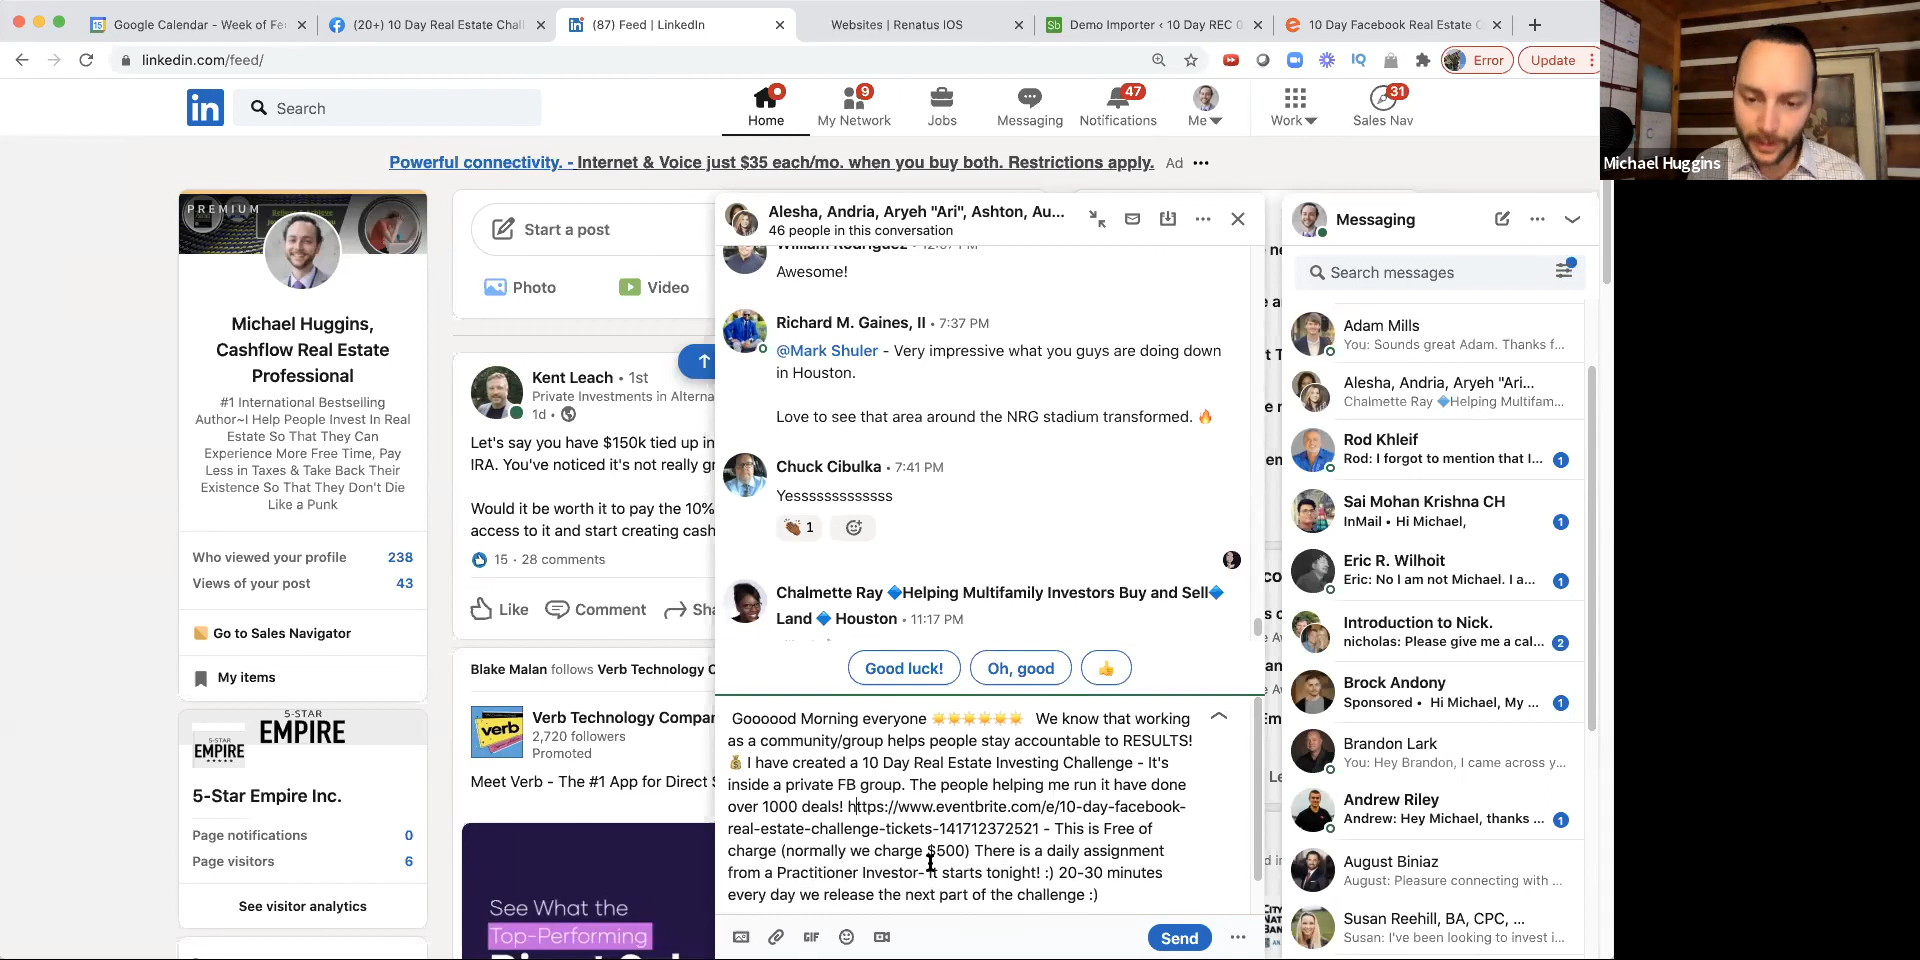 Google Calendar - Week of Fe
(20+) 10 Day Real Estate Chall
(87) Feed | LinkedIn
Websites | Renatus IOS
Demo Importer ‹ 10 Day REC
10 Day Facebook Real Estate C
linkedin.com/feed/
Error
Update
Search
Home
9
My Network
Jobs
Messaging
47
Notifications
Me
Work
31
Sales Nav
Michael Huggins
Powerful connectivity. - Internet & Voice just $35 each/mo. when you buy both. Restrictions apply. Ad
PREMIUM
Michael Huggins,
Cashflow Real Estate
Professional
#1 International Bestselling
Author~I Help People Invest In Real
Estate So That They Can
Experience More Free Time, Pay
Less in Taxes & Take Back Their
Existence So That They Don't Die
Like a Punk
Who viewed your profile 238
Views of your post 43
Go to Sales Navigator
My items
5-STAR
EMPIRE
5-STAR
EMPIRE
5-Star Empire Inc.
Page notifications 0
Page visitors 6
See visitor analytics
Start a post
Photo
Video
Kent Leach • 1st
Private Investments in Alterna
1d •
Let's say you have $150k tied up in
IRA. You've noticed it's not really gr
Would it be worth it to pay the 10%
access to it and start creating cash
15 · 28 comments
Like
Comment
Sha
Blake Malan follows Verb Technology C
verb
Verb Technology Compar
2,720 followers
Promoted
Meet Verb - The #1 App for Direct S
See What the
Top-Performing
Alesha, Andria, Aryeh "Ari", Ashton, Au...
46 people in this conversation
William Rodriguez • 12:57 PM
Awesome!
Richard M. Gaines, II • 7:37 PM
@Mark Shuler - Very impressive what you guys are doing down
in Houston.
Love to see that area around the NRG stadium transformed. 🔥
Chuck Cibulka • 7:41 PM
Yesssssssssssss
👏🏾 1
Chalmette Ray 🔷Helping Multifamily Investors Buy and Sell🔷
Land 🔷 Houston • 11:17 PM
Good luck!
Oh, good
👍
Goooood Morning everyone ☀️☀️☀️☀️☀️☀️ We know that working
as a community/group helps people stay accountable to RESULTS!
💰 I have created a 10 Day Real Estate Investing Challenge - It's
inside a private FB group. The people helping me run it have done
over 1000 deals! https://www.eventbrite.com/e/10-day-facebook-
real-estate-challenge-tickets-141712372521 - This is Free of
charge (normally we charge $500) There is a daily assignment
from a Practitioner Investor- It starts tonight! :) 20-30 minutes
every day we release the next part of the challenge :)
GIF
Send
Messaging
Search messages
Adam Mills
You: Sounds great Adam. Thanks f...
Alesha, Andria, Aryeh "Ari...
Chalmette Ray 🔷Helping Multifam...
Rod Khleif
Rod: I forgot to mention that I... 1
Sai Mohan Krishna CH
InMail • Hi Michael, 1
Eric R. Wilhoit
Eric: No I am not Michael. I a... 1
Introduction to Nick.
nicholas: Please give me a cal... 2
Brock Andony
Sponsored • Hi Michael, My ... 1
Brandon Lark
You: Hey Brandon, I came across y...
Andrew Riley
Andrew: Hey Michael, thanks ... 1
August Biniaz
August: Pleasure connecting with ...
Susan Reehill, BA, CPC, ...
Susan: I've been looking to invest i...